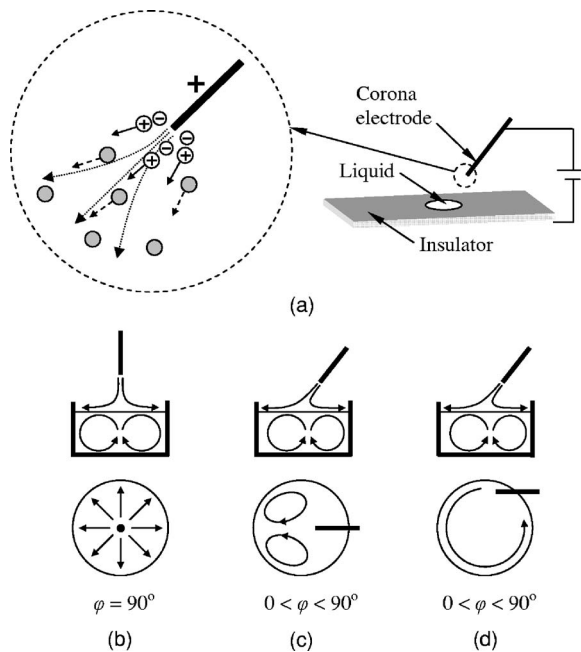 +
Corona
electrode
Liquid
Insulator
(a)
φ = 90°
0 < φ < 90°
0 < φ < 90°
(b)
(c)
(d)